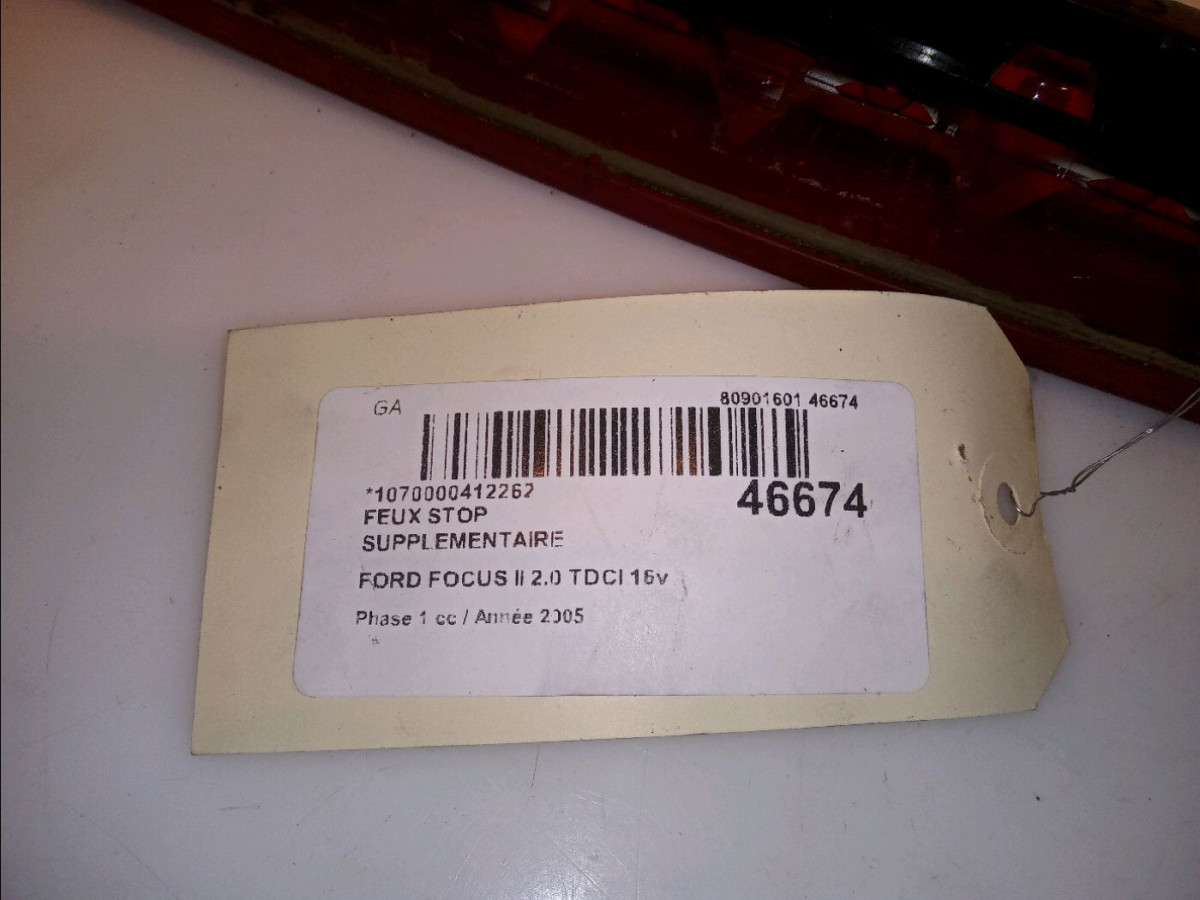 GA
80901601 46674
*1070000412262
46674
FEUX STOP
SUPPLEMENTAIRE
FORD FOCUS II 2.0 TDCI 16v
Phase 1 cc / Année 2005